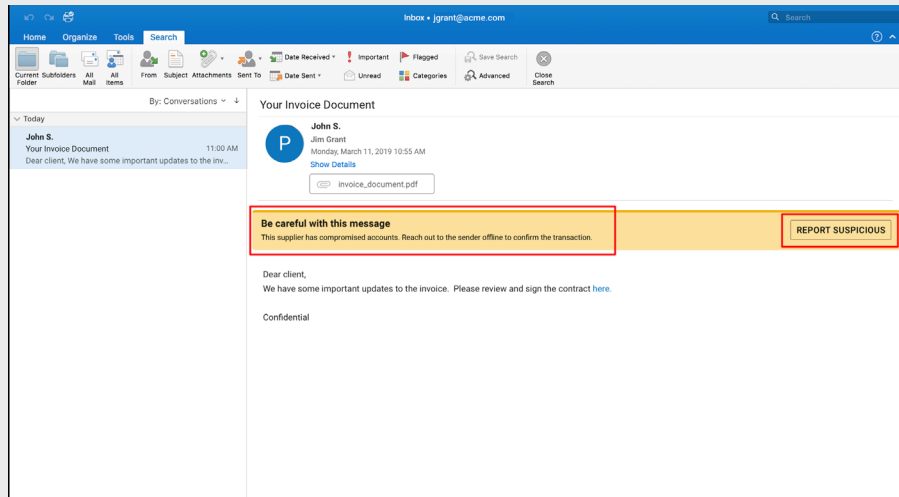 Inbox • jgrant@acme.com
Search
Home Organize Tools Search
?
Current Folder
Subfolders
All Mail
All Items
From
Subject
Attachments
Sent To
Date Received
Date Sent
Important
Unread
Flagged
Categories
Save Search
Advanced
Close Search
By: Conversations
Today
John S.
Your Invoice Document 11:00 AM
Dear client, We have some important updates to the inv...
Your Invoice Document
P
John S.
Jim Grant
Monday, March 11, 2019 10:55 AM
Show Details
invoice_document.pdf
Be careful with this message
This supplier has compromised accounts. Reach out to the sender offline to confirm the transaction.
REPORT SUSPICIOUS
Dear client,
We have some important updates to the invoice. Please review and sign the contract here.
Confidential